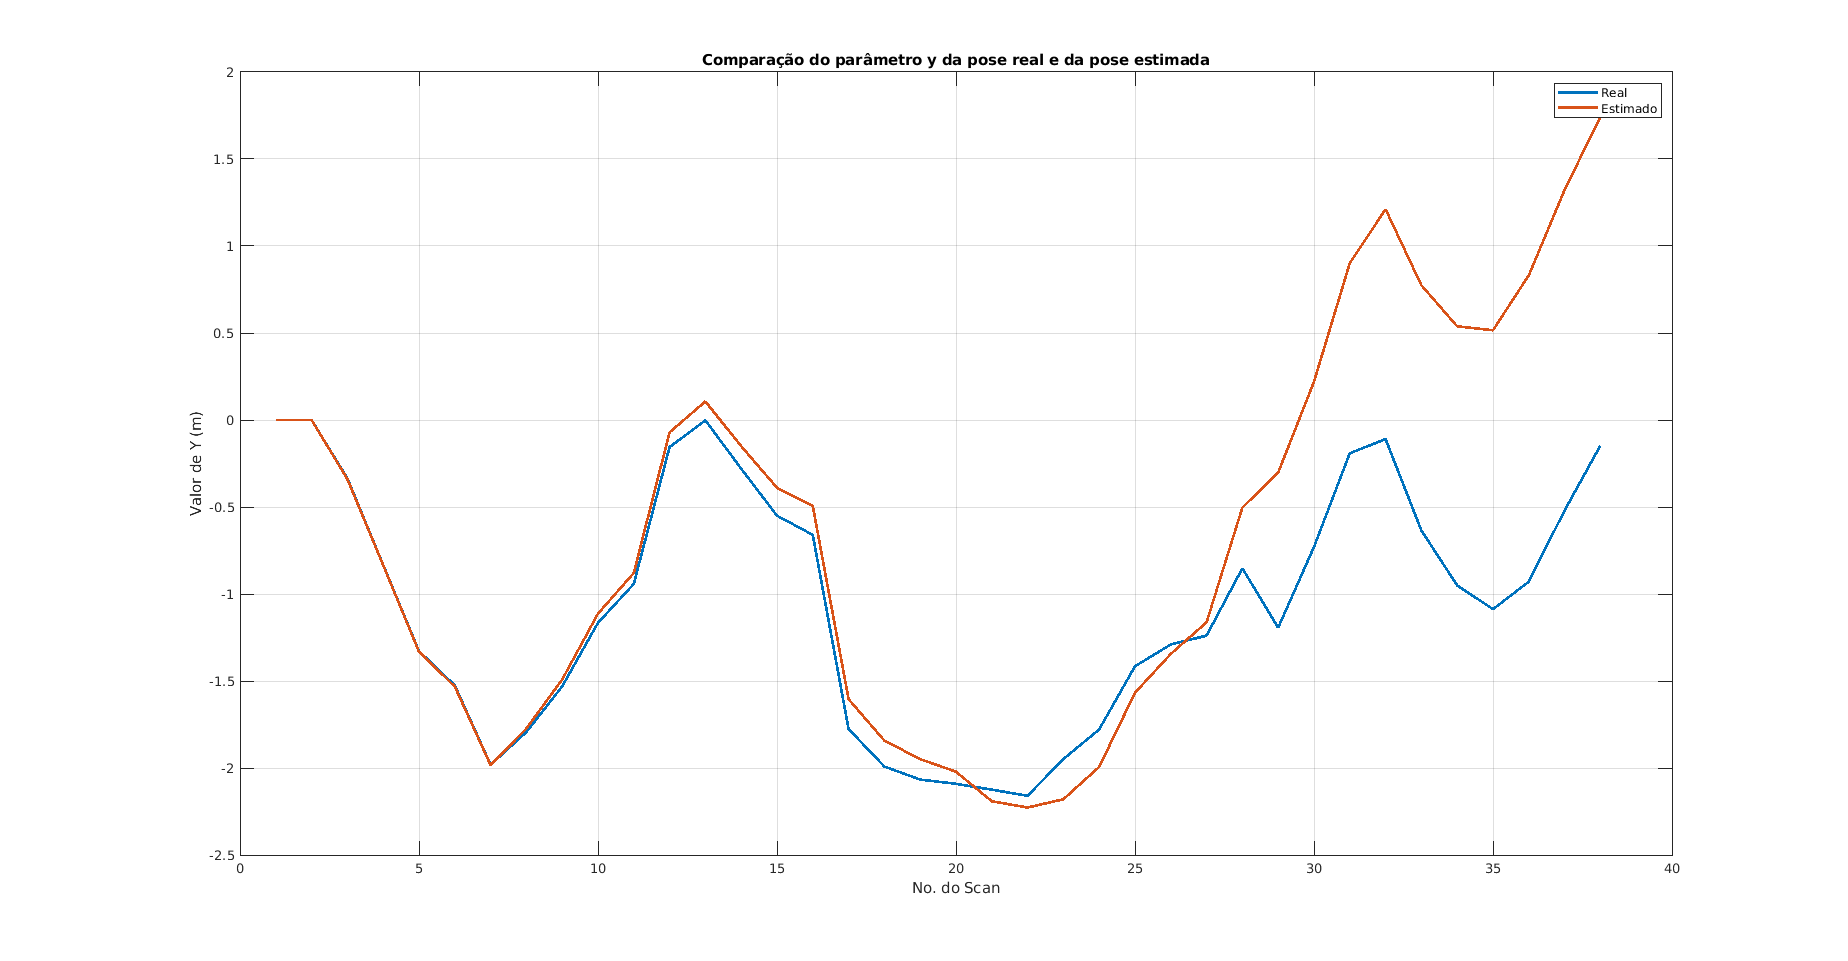 Comparação do parâmetro y da pose real e da pose estimada
Real
Estimado
2
1.5
1
0.5
0
-0.5
-1
-1.5
-2
-2.5
Valor de Y (m)
0 5 10 15 20 25 30 35 40
No. do Scan